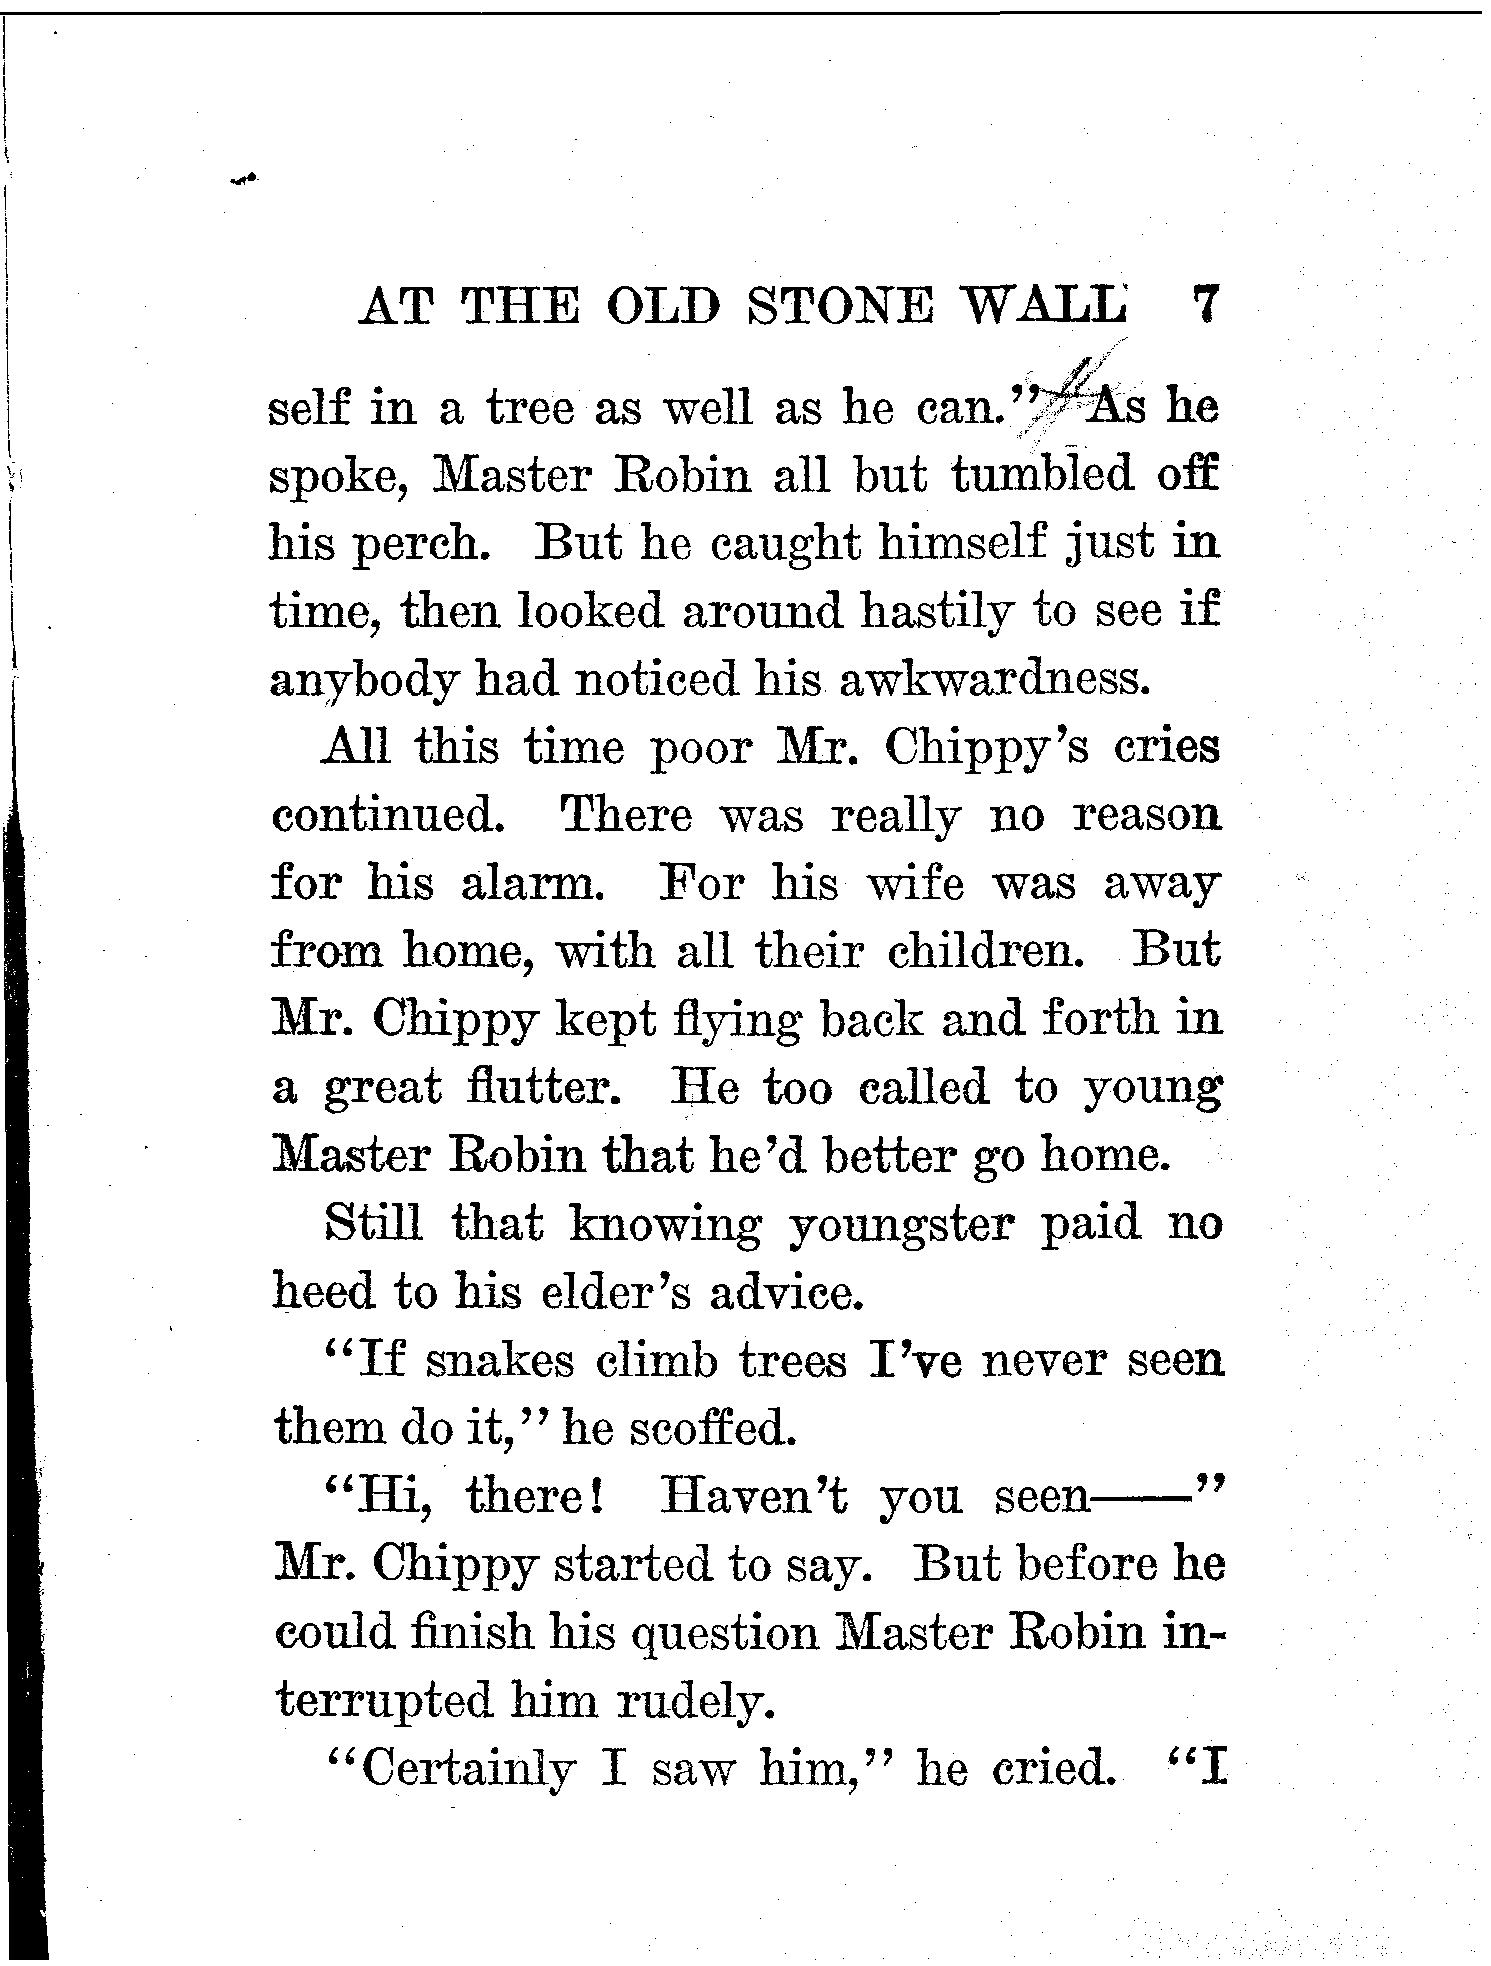 AT THE OLD STONE WALL 7
self in a tree as well as he can." As he
spoke, Master Robin all but tumbled off
his perch. But he caught himself just in
time, then looked around hastily to see if
anybody had noticed his awkwardness.
All this time poor Mr. Chippy's cries
continued. There was really no reason
for his alarm. For his wife was away
from home, with all their children. But
Mr. Chippy kept flying back and forth in
a great flutter. He too called to young
Master Robin that he'd better go home.
Still that knowing youngster paid no
heed to his elder's advice.
"If snakes climb trees I've never seen
them do it," he scoffed.
"Hi, there! Haven't you seen——"
Mr. Chippy started to say. But before he
could finish his question Master Robin in-
terrupted him rudely.
"Certainly I saw him," he cried. "I